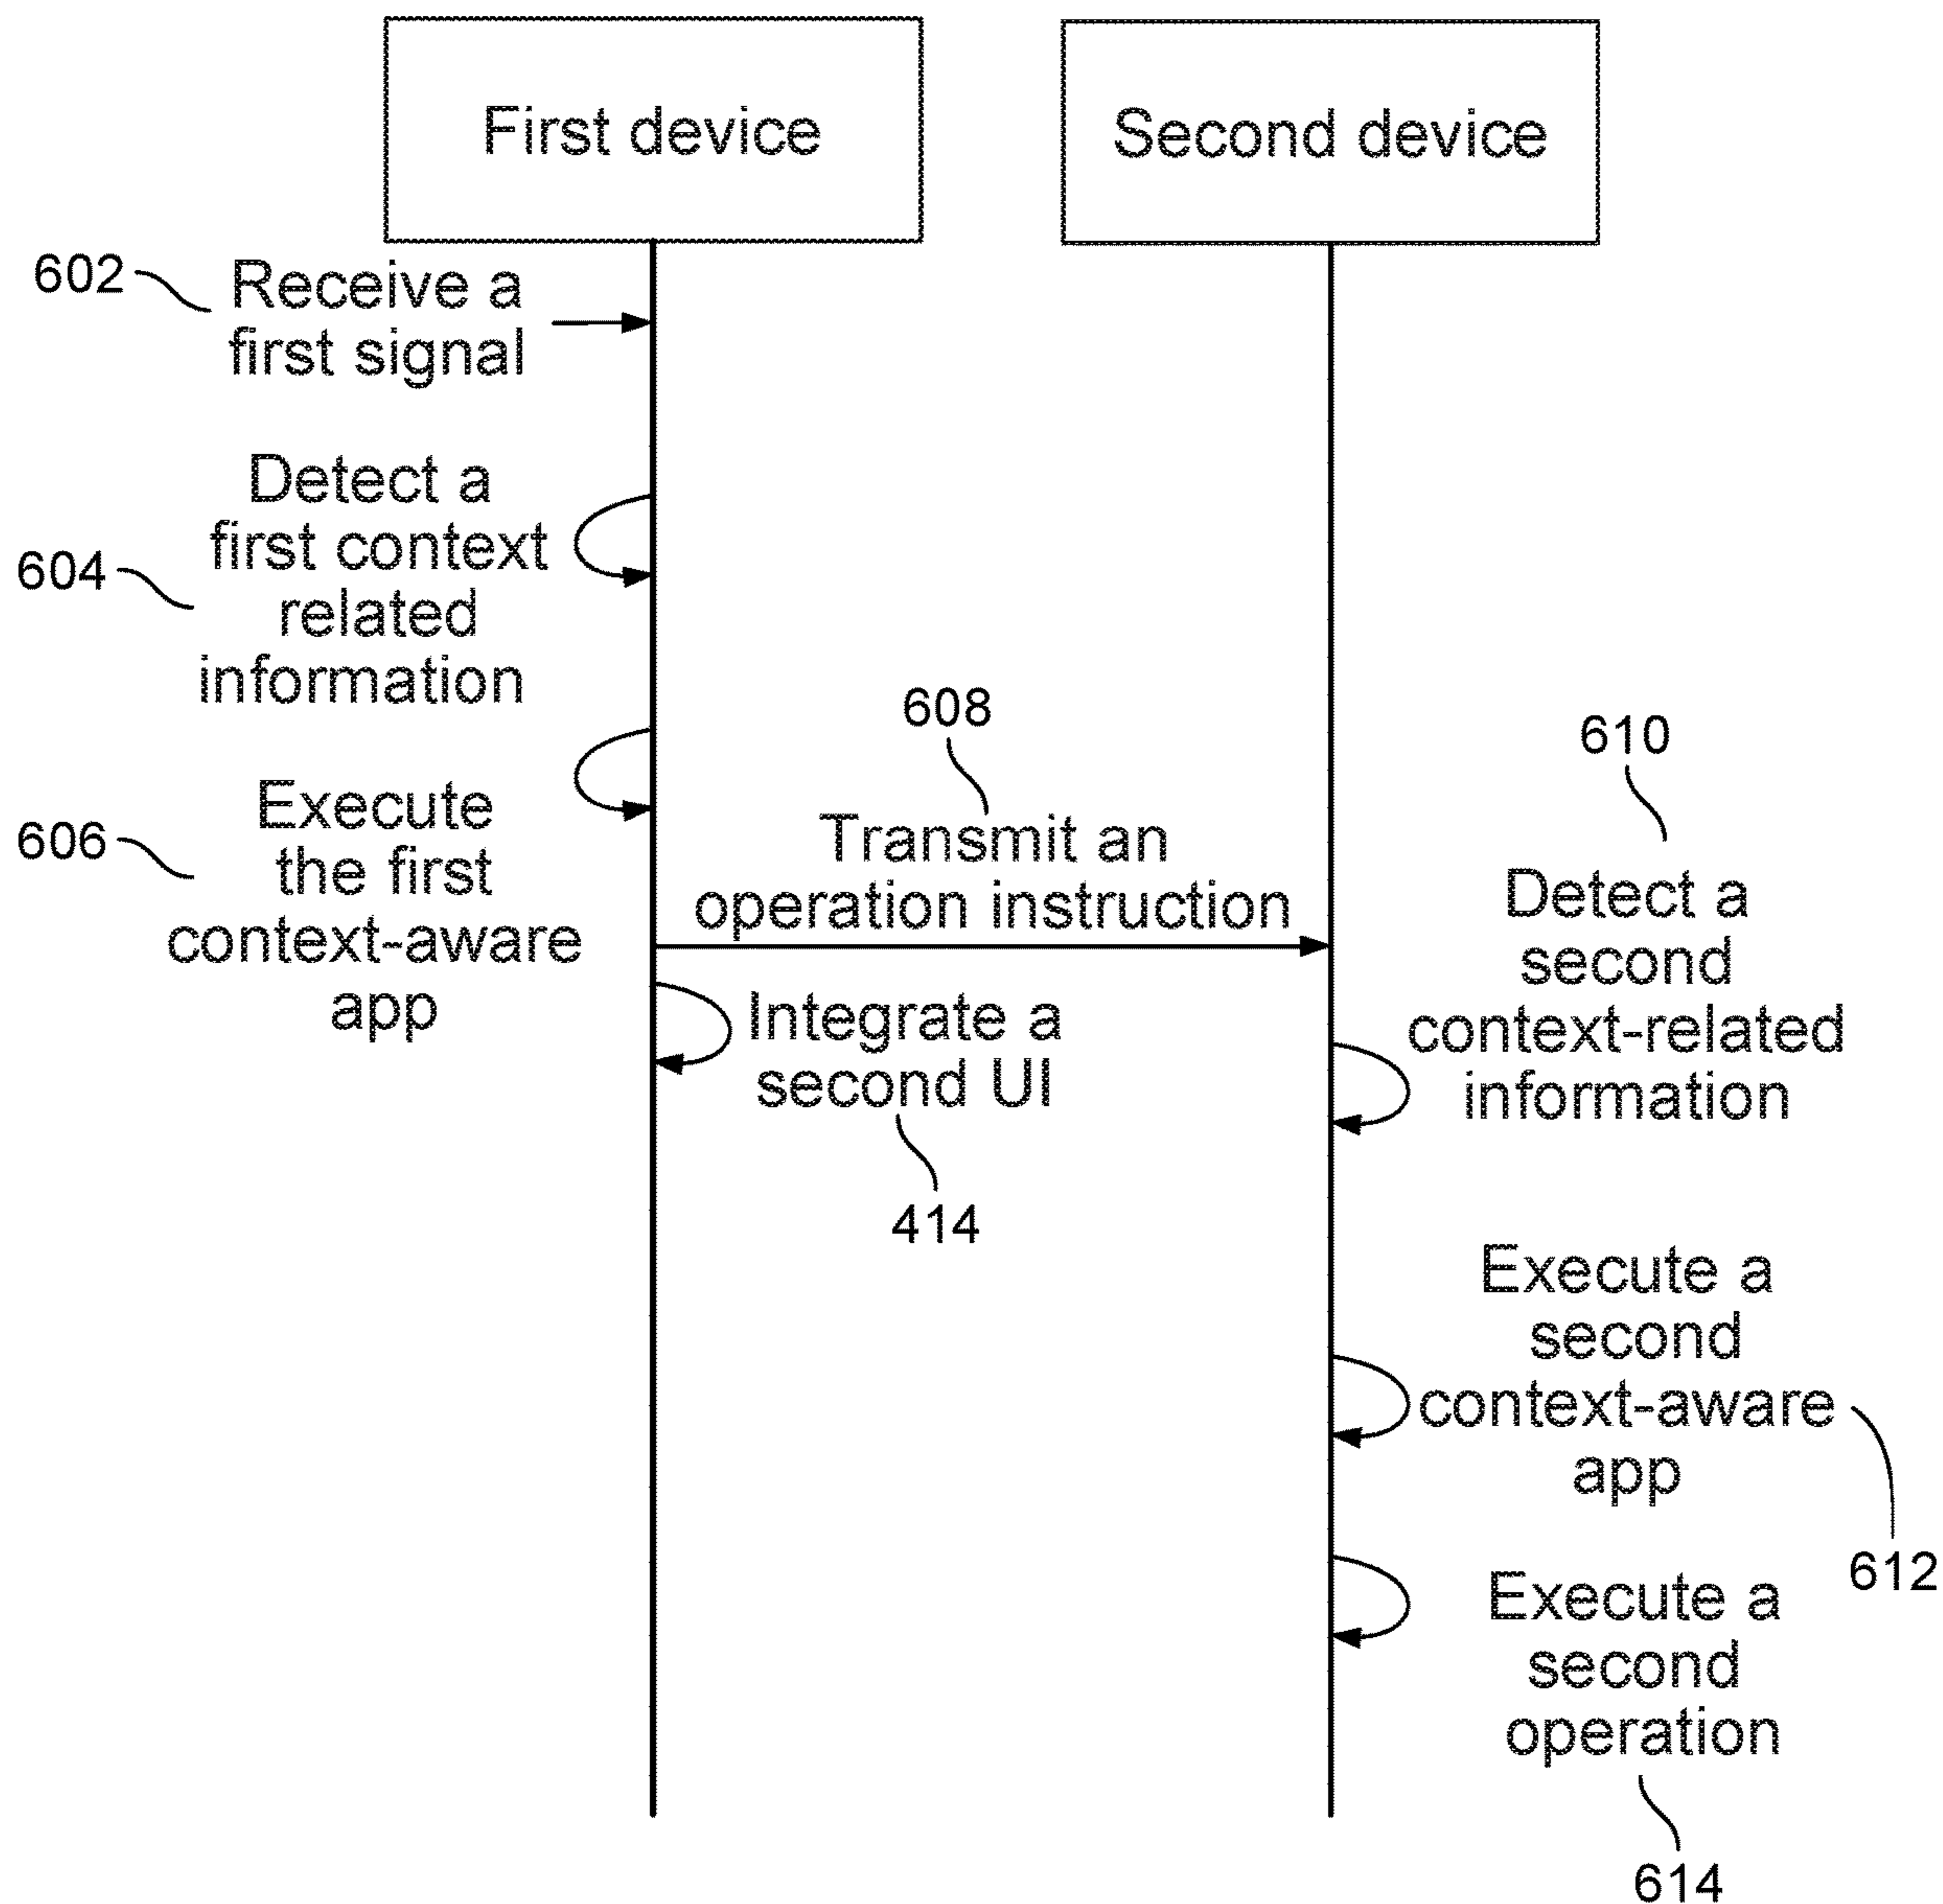 First device
Second device
602
Receive a
first signal
604
Detect a
first context
related
information
606
Execute
the first
context-aware
app
608
Transmit an
operation instruction
Integrate a
second UI
414
610
Detect a
second
context-related
information
Execute a
second
context-aware
app
612
Execute a
second
operation
614